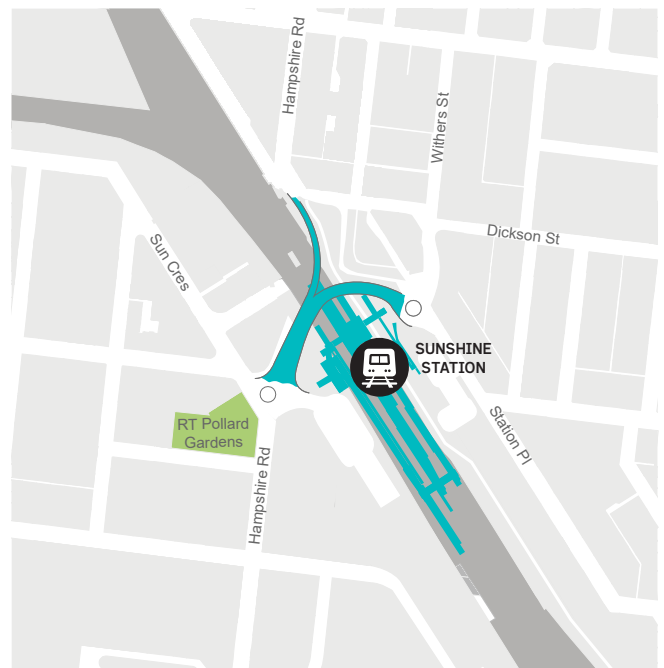 Hampshire Rd
Withers St
Dickson St
Sun Cres
SUNSHINE
STATION
RT Pollard
Gardens
Station Pl
Hampshire Rd